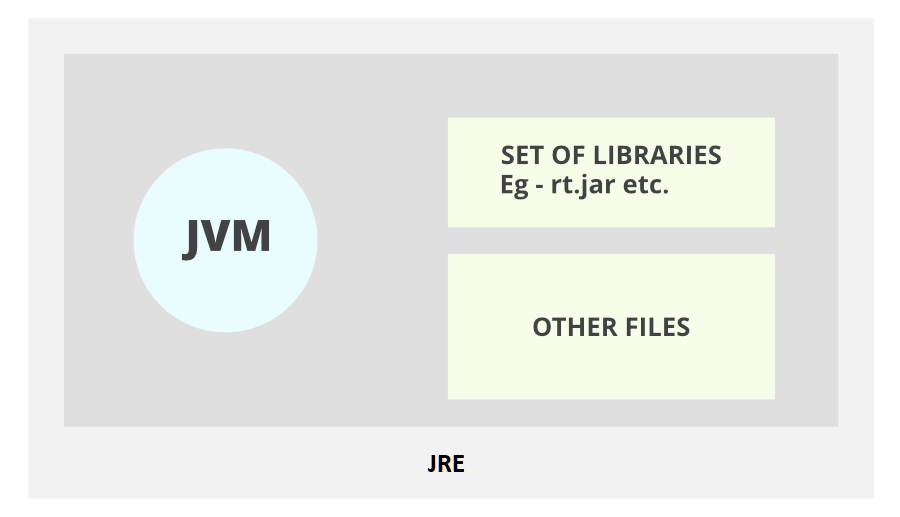 JVM
SET OF LIBRARIES
Eg - rt.jar etc.
OTHER FILES
JRE